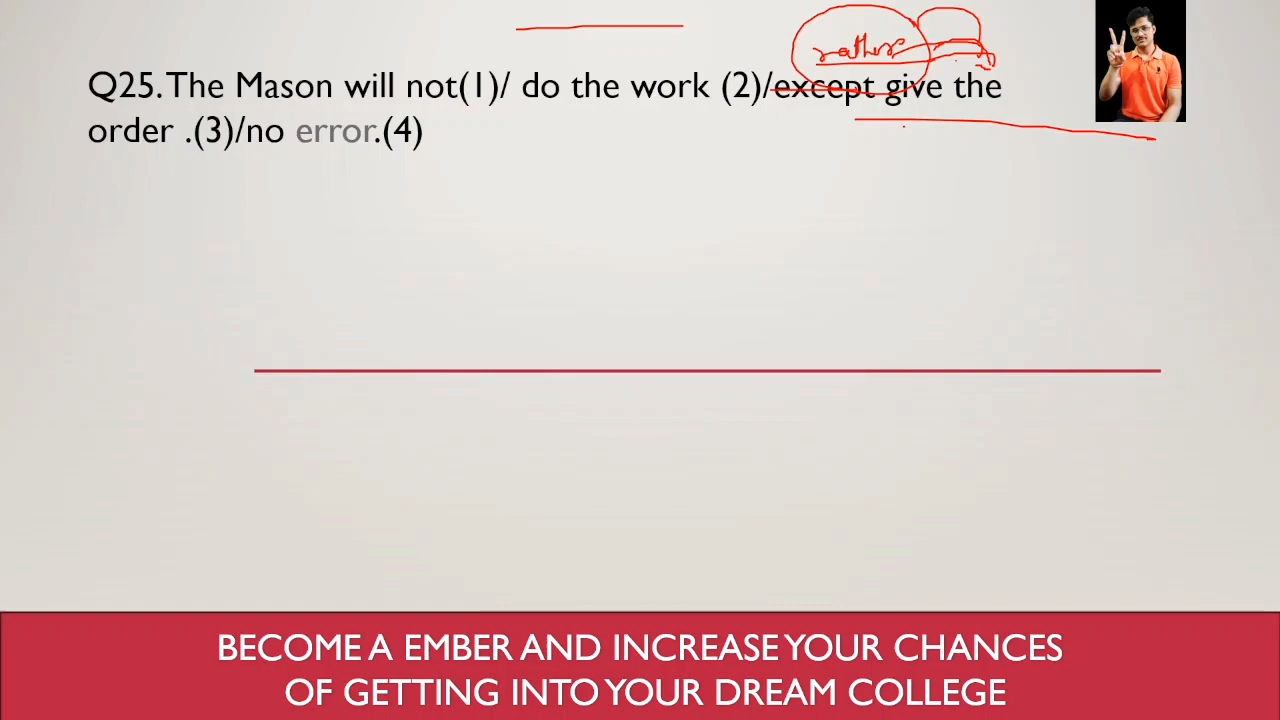 rather
Q25. The Mason will not(1)/ do the work (2)/except give the
order .(3)/no error.(4)
BECOME A EMBER AND INCREASE YOUR CHANCES
OF GETTING INTO YOUR DREAM COLLEGE